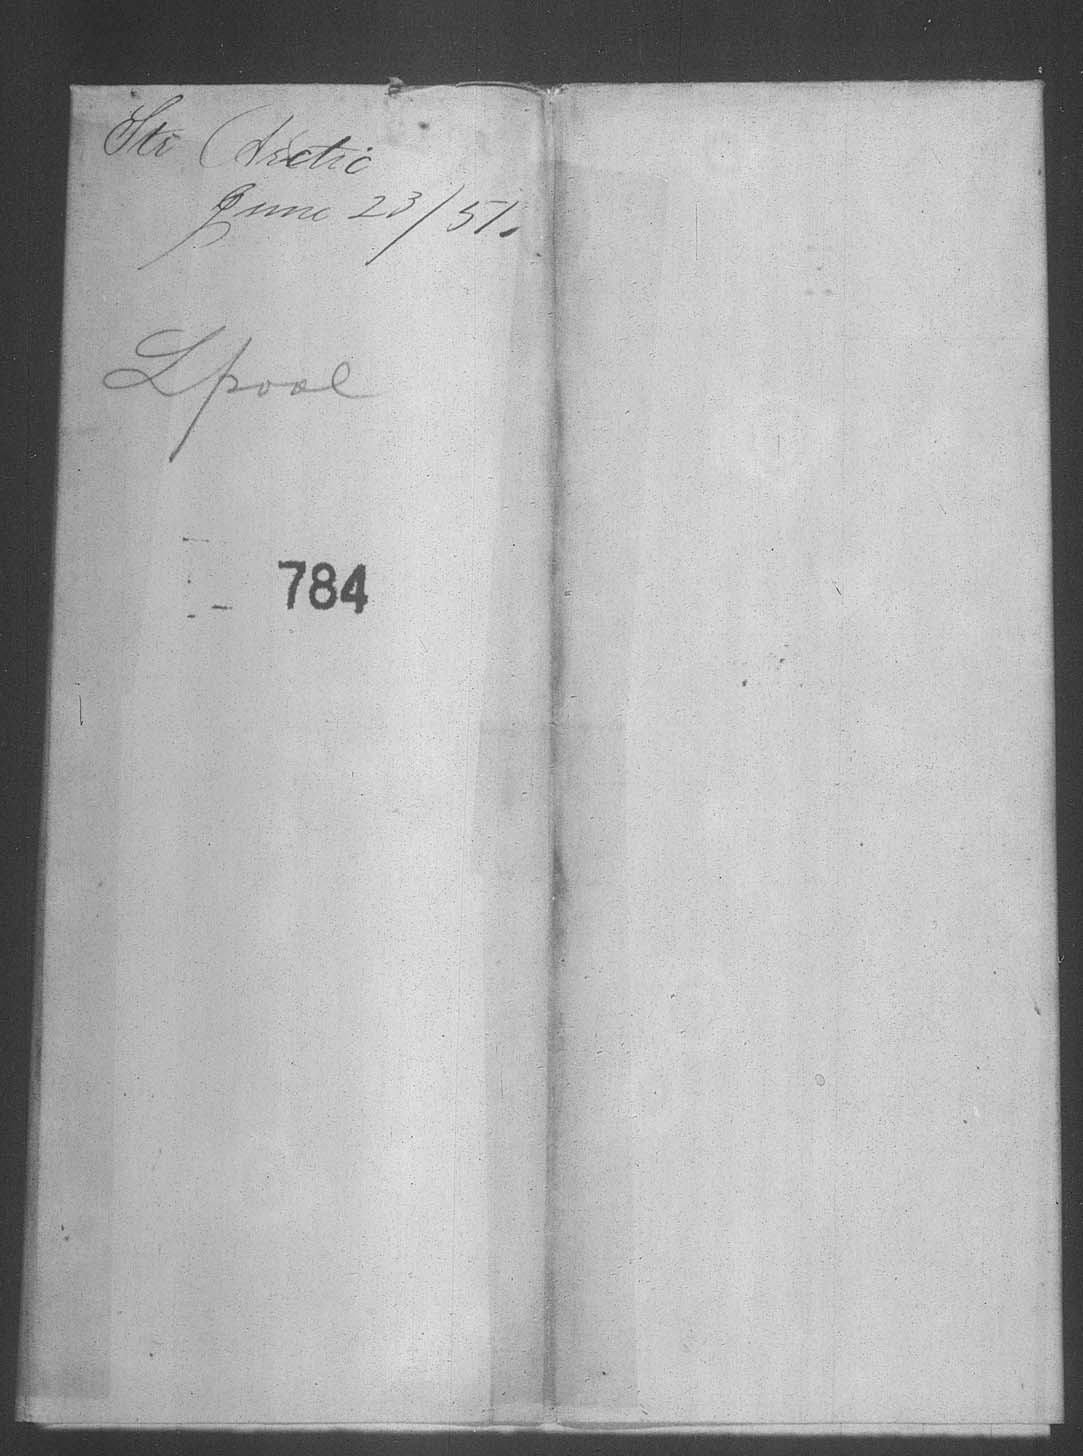 Str Arctic
June 23/51.
Lpool
784